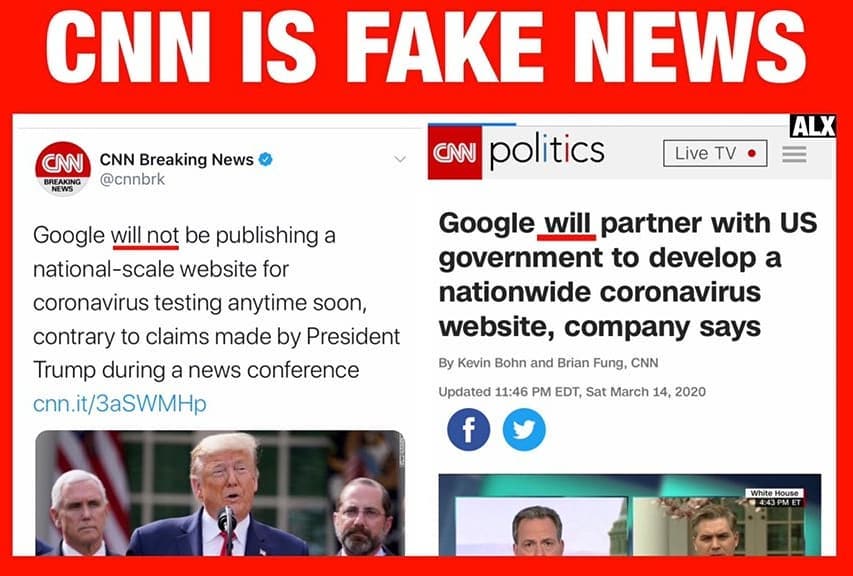 CNN IS FAKE NEWS
ALX
CNN
BREAKING
NEWS
CNN Breaking News
@cnnbrk
Google will not be publishing a
national-scale website for
coronavirus testing anytime soon,
contrary to claims made by President
Trump during a news conference
cnn.it/3aSWMHp
CNN politics
Live TV
Google will partner with US
government to develop a
nationwide coronavirus
website, company says
By Kevin Bohn and Brian Fung, CNN
Updated 11:46 PM EDT, Sat March 14, 2020
White House
4:43 PM ET